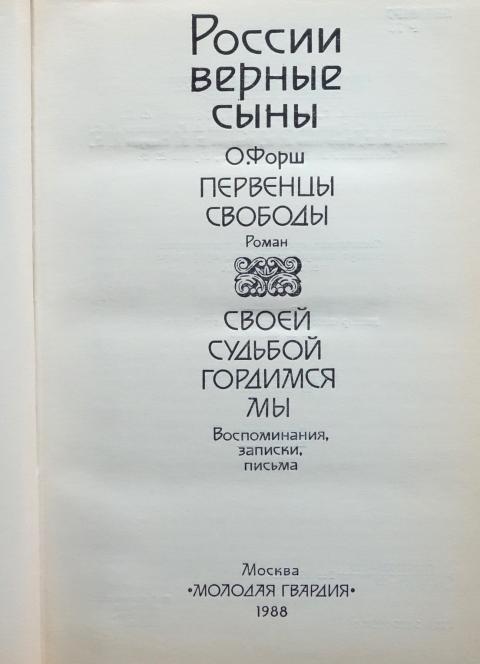 России
верные
сыны
О.Форш
ПЕРВЕНЦЫ
СВОБОДЫ
Роман
СВОЕЙ
СУДЬБОЙ
ГОРДИМСЯ
МЫ
Воспоминания,
записки,
письма
Москва
•МОЛОДАЯ ГВАРДИЯ•
1988